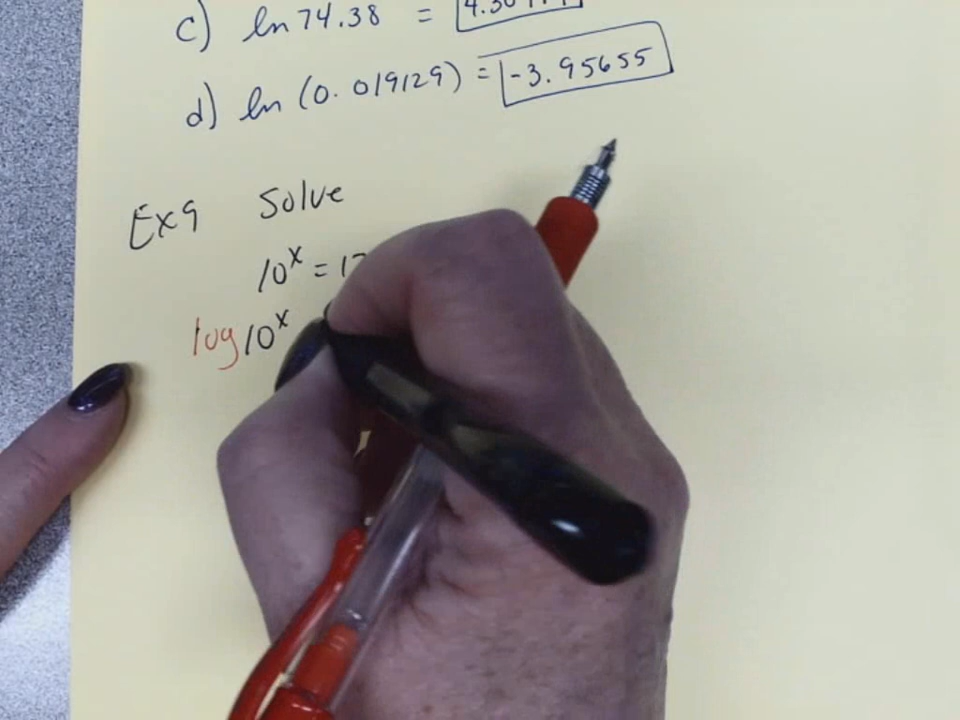 c) ln 74.38 =
d) ln (0.019129) = -3.95655
Ex9 Solve
10^x =
log 10^x